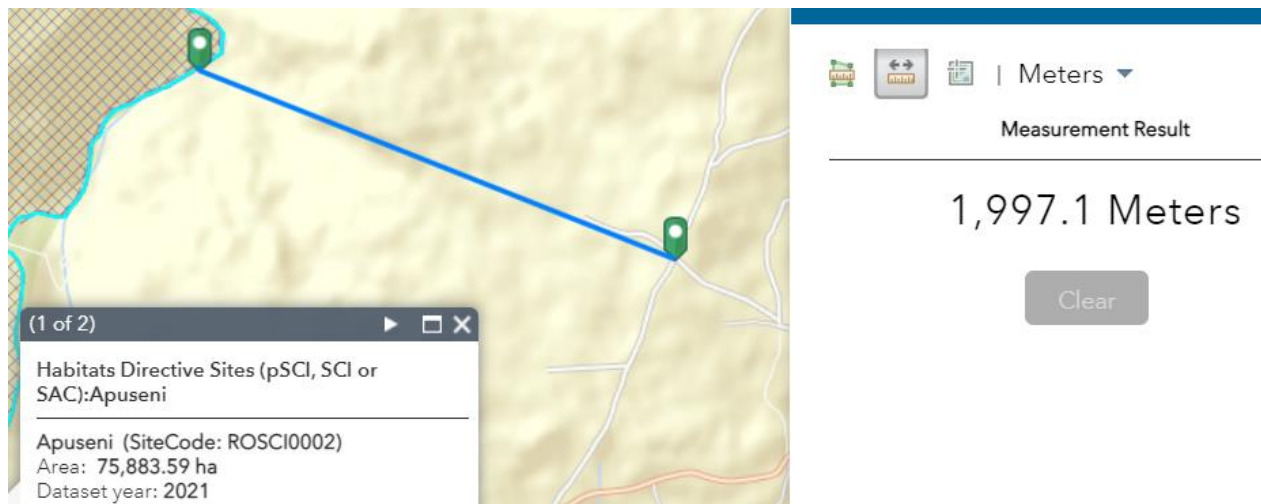 (1 of 2)
Habitats Directive Sites (pSCI, SCI or
SAC):Apuseni
Apuseni (SiteCode: ROSCI0002)
Area: 75,883.59 ha
Dataset year: 2021
| Meters
Measurement Result
1,997.1 Meters
Clear